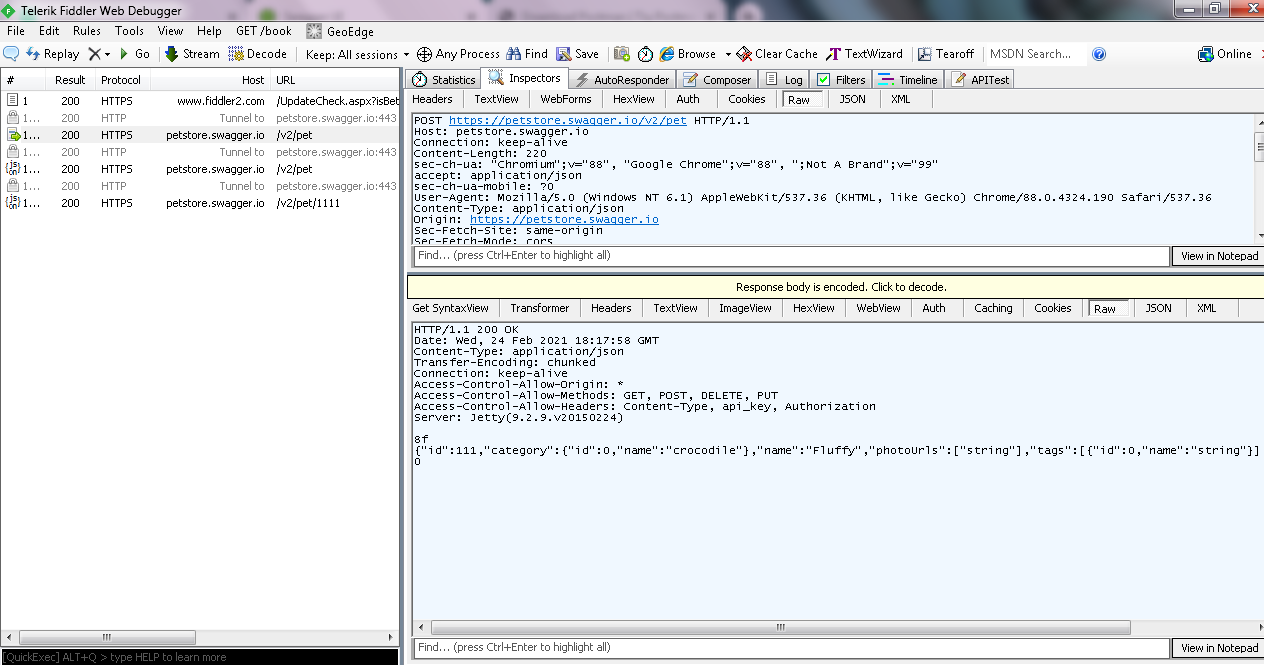 Telerik Fiddler Web Debugger
File Edit Rules Tools View Help GET /book GeoEdge
Replay Go Stream Decode Keep: All sessions Any Process Find Save Browse Clear Cache TextWizard Tearoff MSDN Search... Online
# Result Protocol Host URL
1 200 HTTPS www.fiddler2.com /UpdateCheck.aspx?isBet
1... 200 HTTP Tunnel to petstore.swagger.io:443
1... 200 HTTPS petstore.swagger.io /v2/pet
1... 200 HTTP Tunnel to petstore.swagger.io:443
1... 200 HTTPS petstore.swagger.io /v2/pet
1... 200 HTTP Tunnel to petstore.swagger.io:443
1... 200 HTTPS petstore.swagger.io /v2/pet/1111
[QuickExec] ALT+Q > type HELP to learn more
Statistics Inspectors AutoResponder Composer Log Filters Timeline APITest
Headers TextView WebForms HexView Auth Cookies Raw JSON XML
POST https://petstore.swagger.io/v2/pet HTTP/1.1
Host: petstore.swagger.io
Connection: keep-alive
Content-Length: 220
sec-ch-ua: "Chromium";v="88", "Google Chrome";v="88", ";Not A Brand";v="99"
accept: application/json
sec-ch-ua-mobile: ?0
User-Agent: Mozilla/5.0 (Windows NT 6.1) AppleWebKit/537.36 (KHTML, like Gecko) Chrome/88.0.4324.190 Safari/537.36
Content-Type: application/json
Origin: https://petstore.swagger.io
Sec-Fetch-Site: same-origin
Sec-Fetch-Mode: cors
Find... (press Ctrl+Enter to highlight all) View in Notepad
Response body is encoded. Click to decode.
Get SyntaxView Transformer Headers TextView ImageView HexView WebView Auth Caching Cookies Raw JSON XML
HTTP/1.1 200 OK
Date: Wed, 24 Feb 2021 18:17:58 GMT
Content-Type: application/json
Transfer-Encoding: chunked
Connection: keep-alive
Access-Control-Allow-Origin: *
Access-Control-Allow-Methods: GET, POST, DELETE, PUT
Access-Control-Allow-Headers: Content-Type, api_key, Authorization
Server: Jetty(9.2.9.v20150224)
8f
{"id":111,"category":{"id":0,"name":"crocodile"},"name":"Fluffy","photoUrls":["string"],"tags":[{"id":0,"name":"string"}]
0
Find... (press Ctrl+Enter to highlight all) View in Notepad